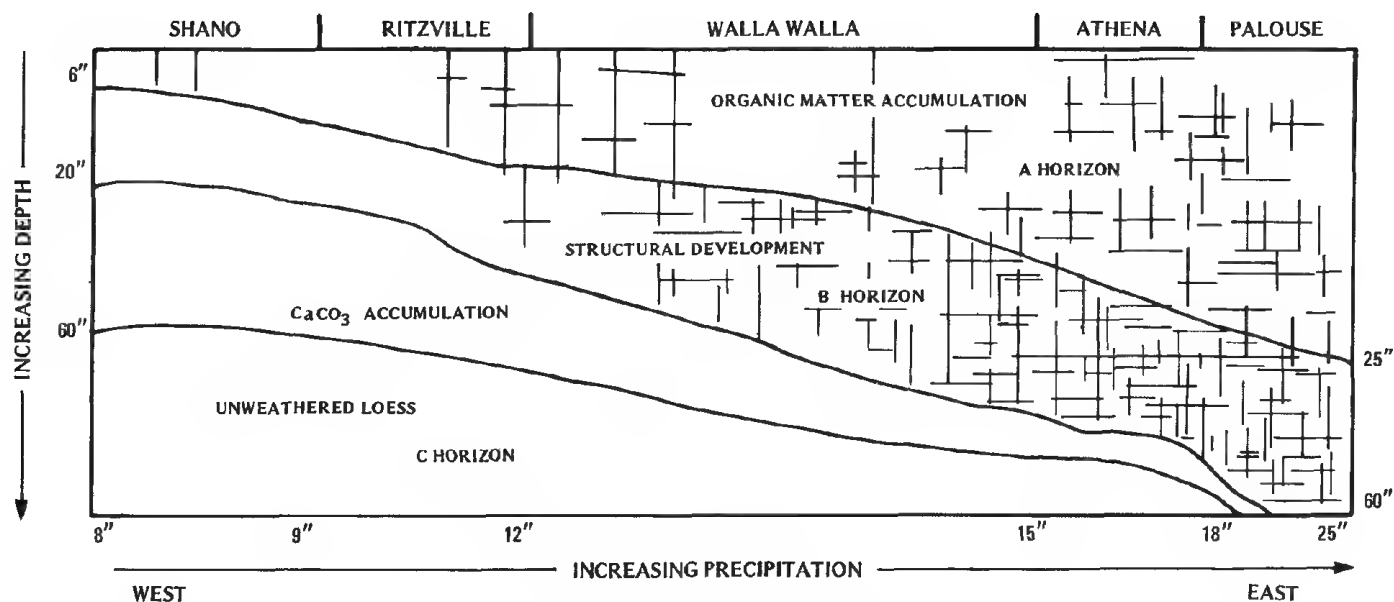 SHANO RITZVILLE WALLA WALLA ATHENA PALOUSE
6″
ORGANIC MATTER ACCUMULATION
20″
A HORIZON
STRUCTURAL DEVELOPMENT
B HORIZON
CaCO₃ ACCUMULATION
60″
25″
UNWEATHERED LOESS
C HORIZON
60″
INCREASING DEPTH
8″ 9″ 12″ 15″ 18″ 25″
INCREASING PRECIPITATION
WEST EAST